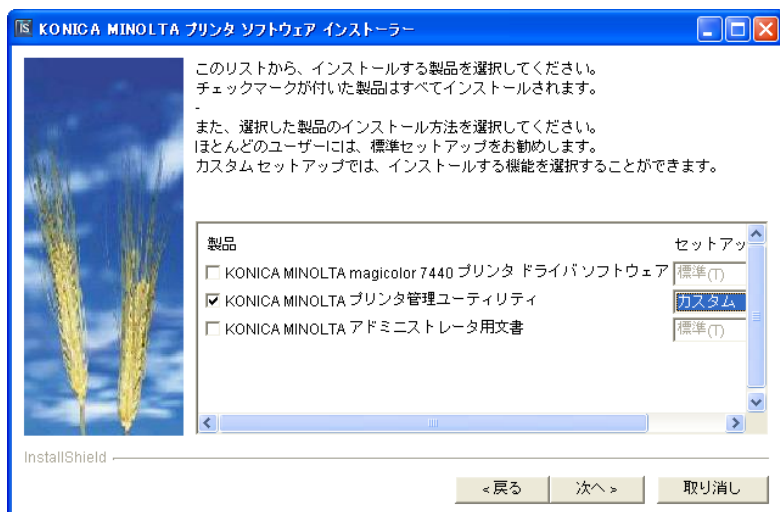 KONICA MINOLTA プリンタ ソフトウェア インストーラー
このリストから、インストールする製品を選択してください。
チェックマークが付いた製品はすべてインストールされます。
-
また、選択した製品のインストール方法を選択してください。
ほとんどのユーザーには、標準セットアップをお勧めします。
カスタムセットアップでは、インストールする機能を選択することができます。
製品 セットアッ
KONICA MINOLTA magicolor 7440 プリンタ ドライバ ソフトウェア 標準(T)
KONICA MINOLTA プリンタ管理ユーティリティ カスタム
KONICA MINOLTA アドミニストレータ用文書 標準(T)
InstallShield
<戻る 次へ> 取り消し